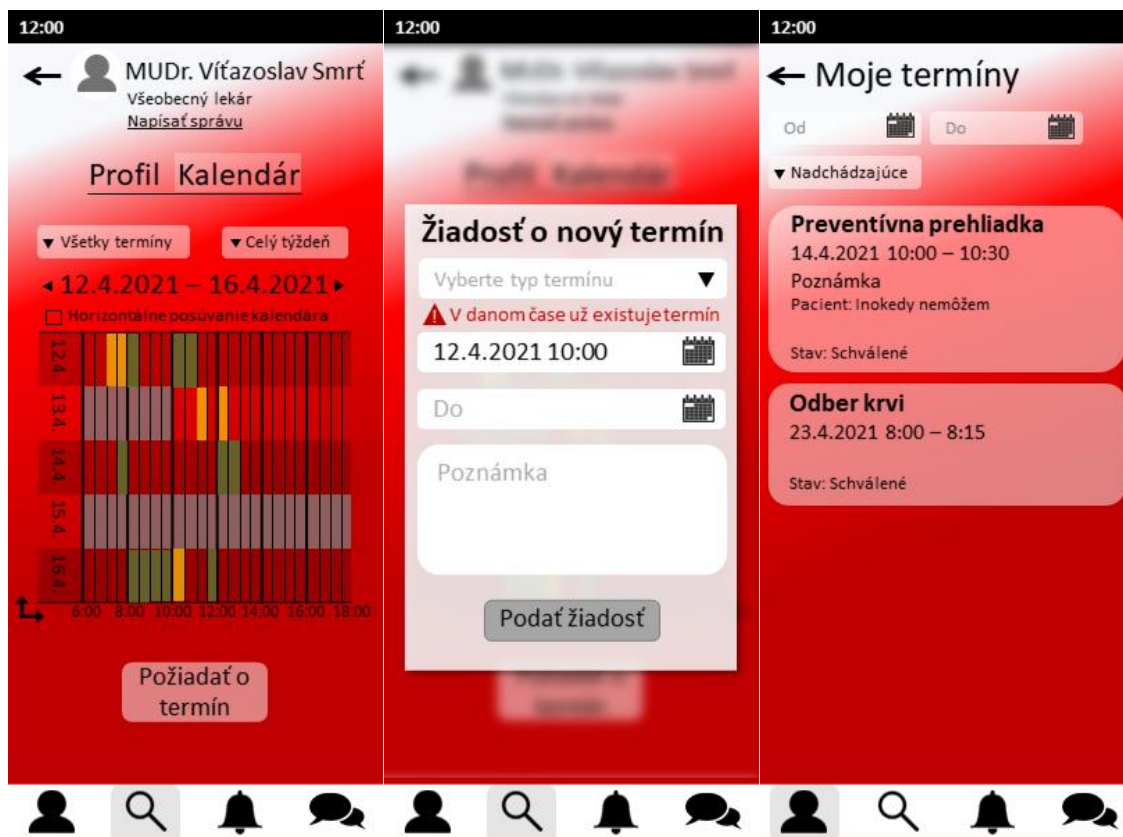 12:00
MUDr. Víťazoslav Smrť
Všeobecný lekár
Napísať správu
Profil Kalendár
▼ Všetky termíny ▼ Celý týždeň
◂ 12.4.2021 – 16.4.2021 ▸
Horizontálne posúvanie kalendára
12.4.
13.4.
14.4
15.4.
16.4
6:00 8:00 10:00 12:00 14:00 16:00 18:00
Požiadať o
termín
12:00
Žiadosť o nový termín
Vyberte typ termínu ▼
V danom čase už existuje termín
12.4.2021 10:00
Do
Poznámka
Podať žiadosť
12:00
← Moje termíny
Od Do
▼ Nadchádzajúce
Preventívna prehliadka
14.4.2021 10:00 – 10:30
Poznámka
Pacient: Inokedy nemôžem
Stav: Schválené
Odber krvi
23.4.2021 8:00 – 8:15
Stav: Schválené